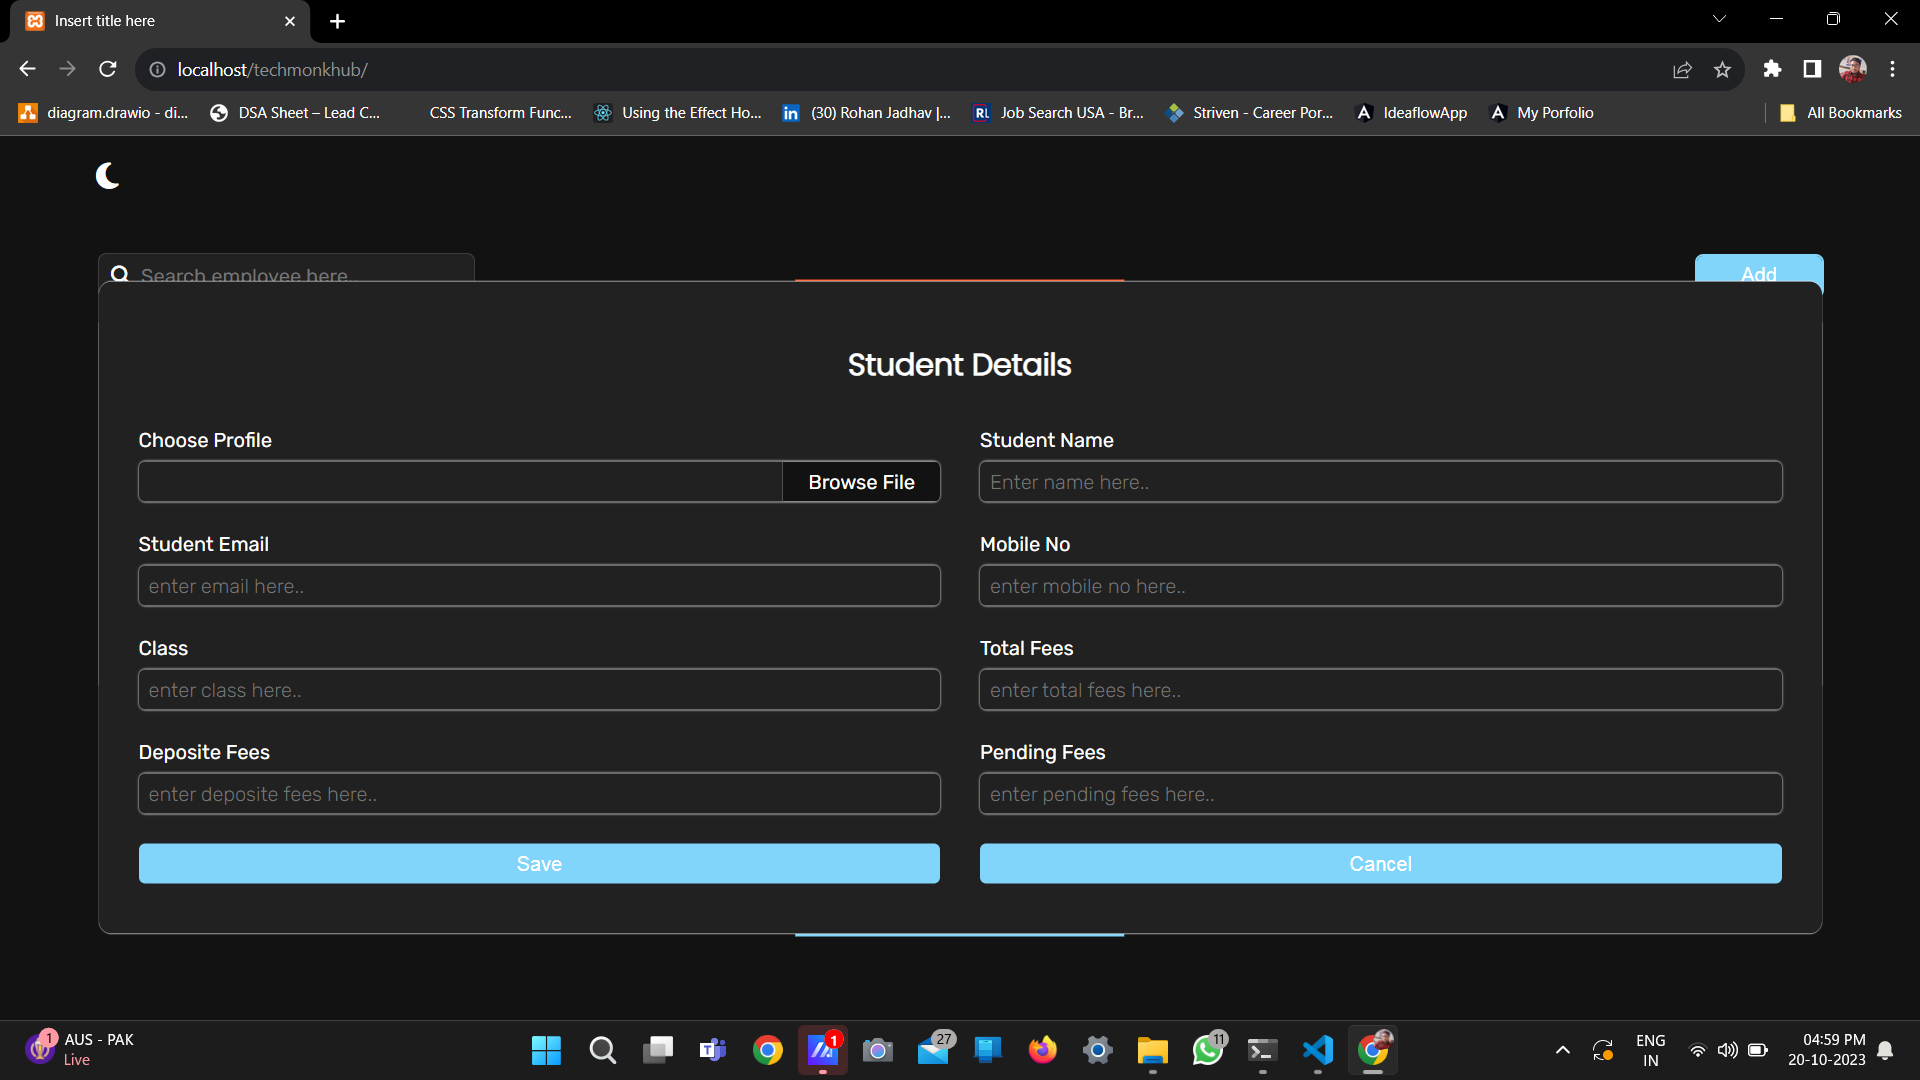 Insert title here
localhost/techmonkhub/
diagram.drawio - di...
DSA Sheet – Lead C...
CSS Transform Func...
Using the Effect Ho...
(30) Rohan Jadhav |...
Job Search USA - Br...
Striven - Career Por...
IdeaflowApp
My Porfolio
All Bookmarks
Search employee here..
Add
Student Details
Choose Profile
Student Name
Browse File
Enter name here..
Student Email
Mobile No
enter email here..
enter mobile no here..
Class
Total Fees
enter class here..
enter total fees here..
Deposite Fees
Pending Fees
enter deposite fees here..
enter pending fees here..
Save
Cancel
1
AUS - PAK
Live
1
27
11
ENG
IN
04:59 PM
20-10-2023